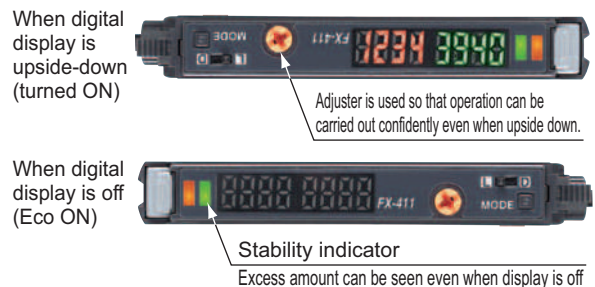 When digital
display is
upside-down
(turned ON)
MODE
D L
FX-411
1234 3940
Adjuster is used so that operation can be
carried out confidently even when upside down.
When digital
display is off
(Eco ON)
8888 8888
FX-411
L D
MODE
Stability indicator
Excess amount can be seen even when display is off